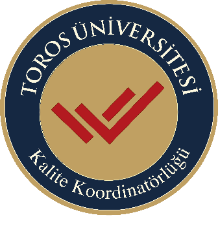 TOROS ÜNİVERSİTESİ
Kalite Koordinatörlüğü